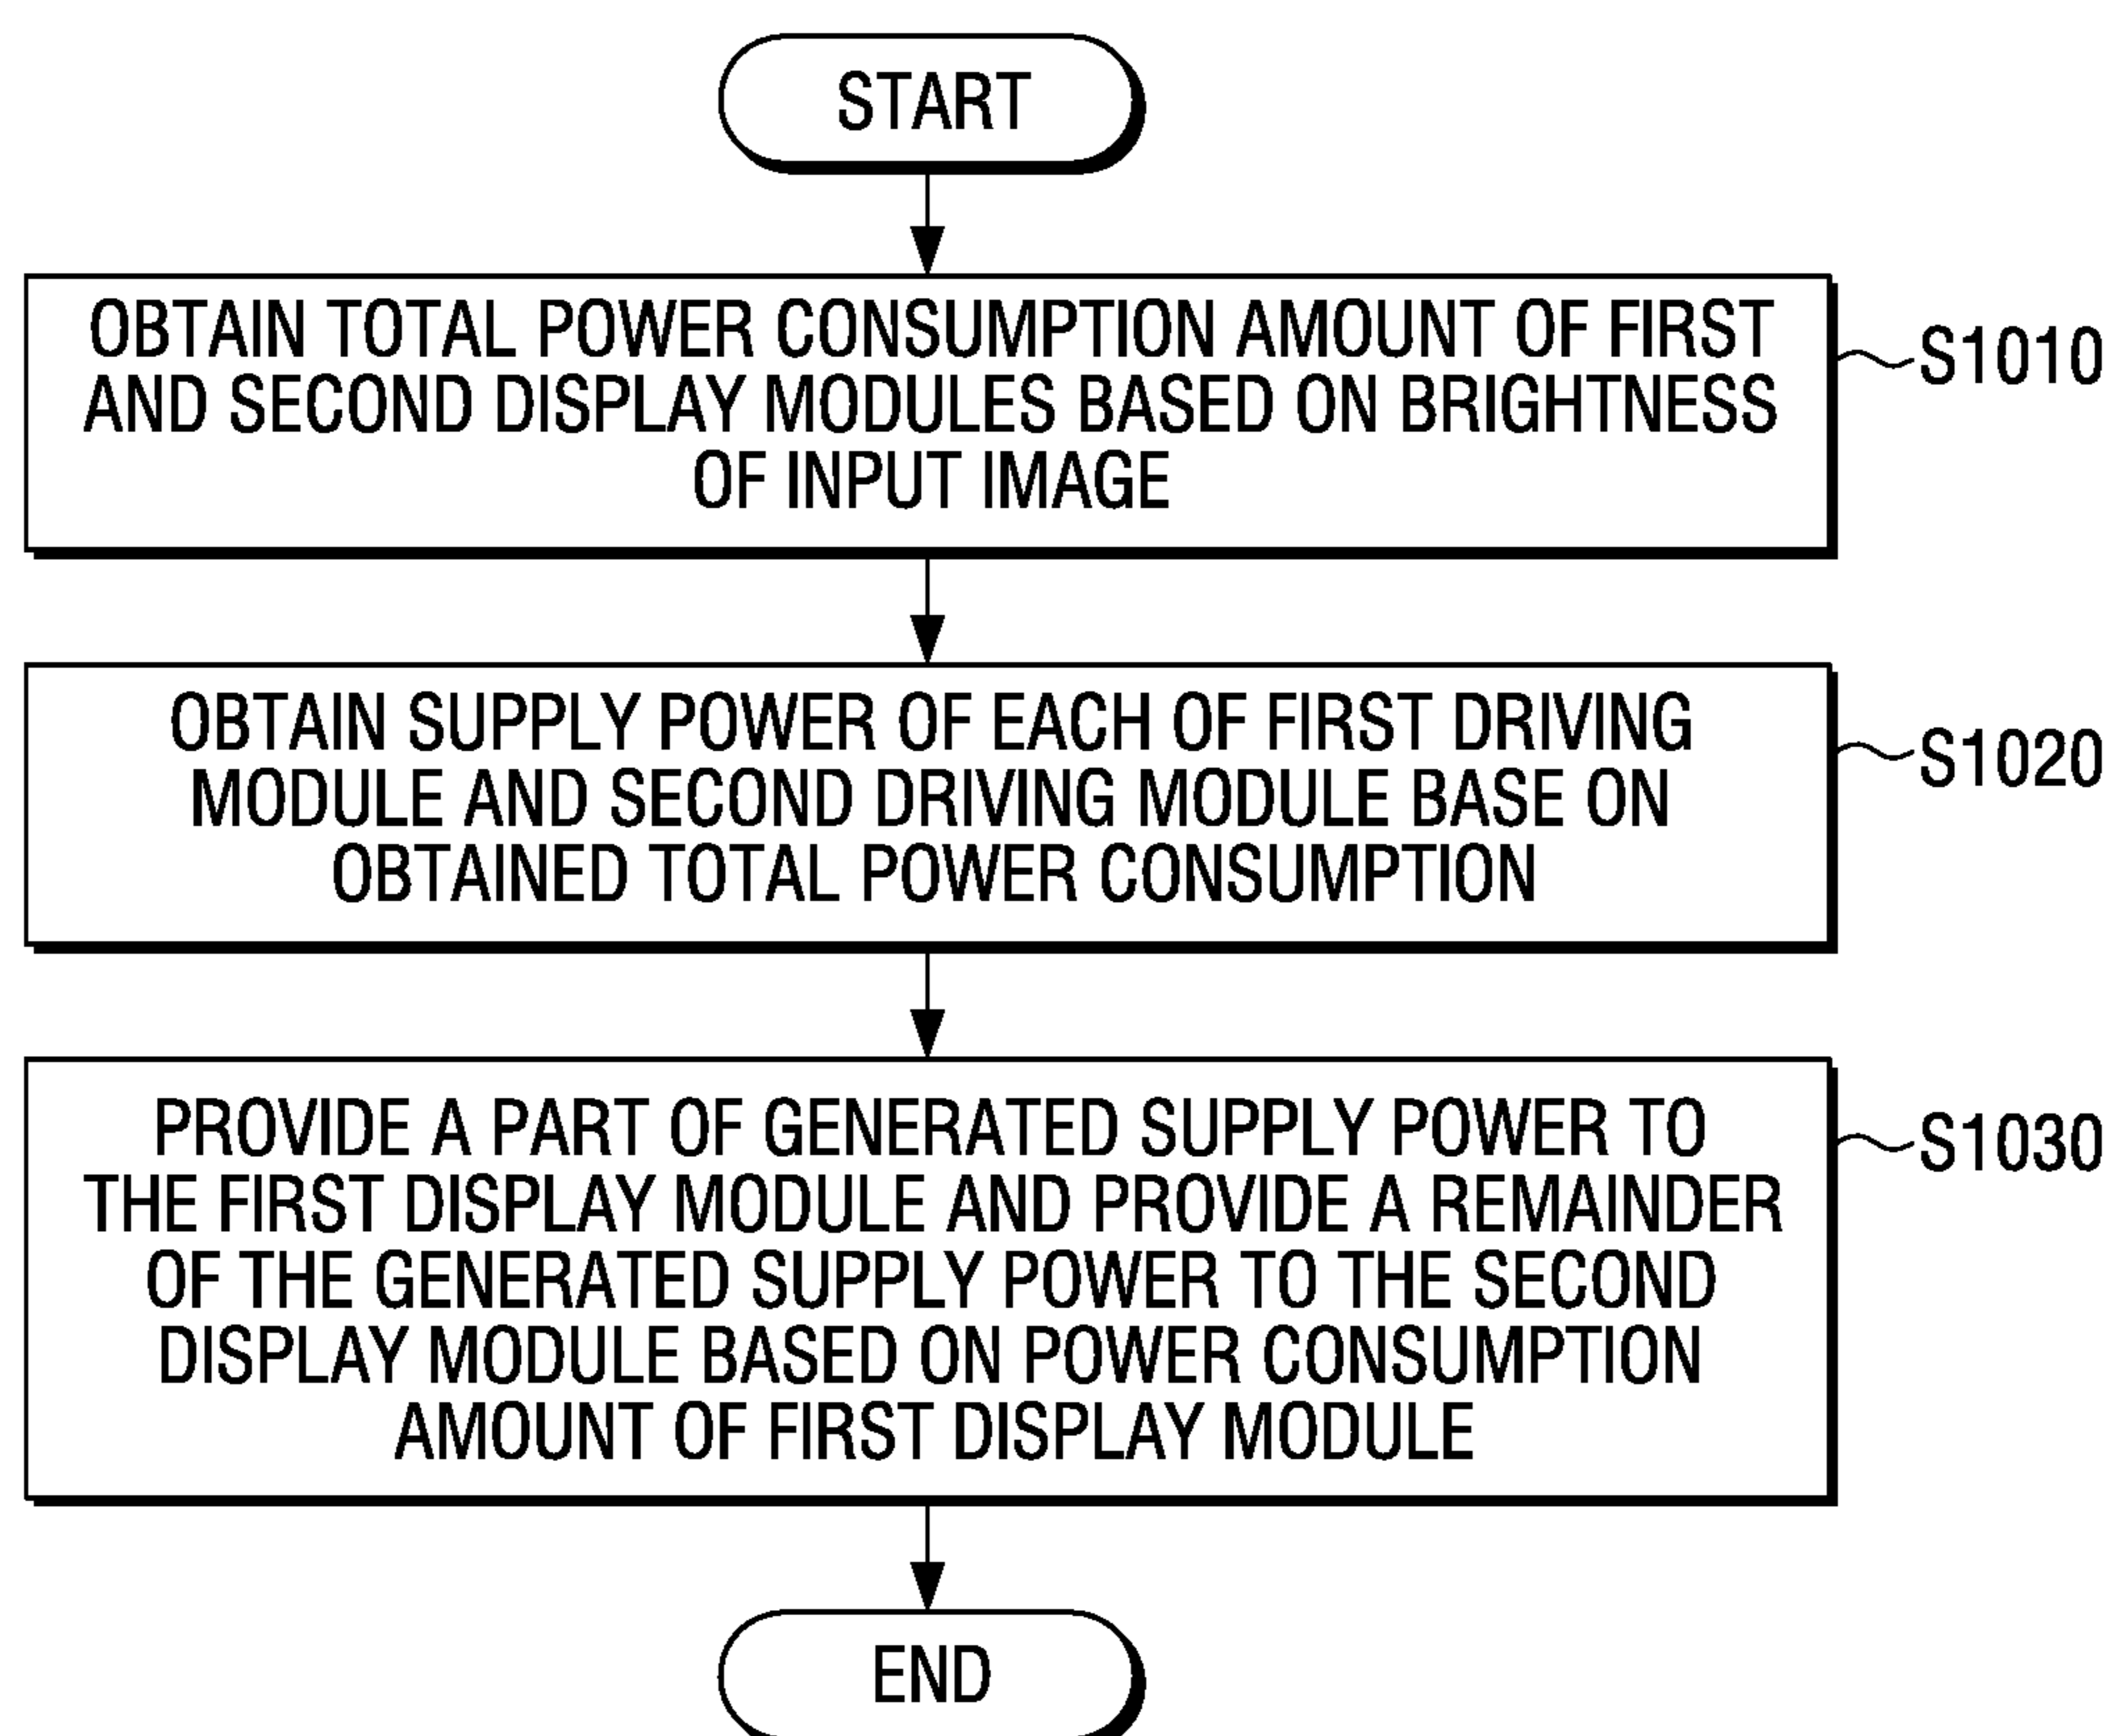 START
OBTAIN TOTAL POWER CONSUMPTION AMOUNT OF FIRST
AND SECOND DISPLAY MODULES BASED ON BRIGHTNESS
OF INPUT IMAGE
S1010
OBTAIN SUPPLY POWER OF EACH OF FIRST DRIVING
MODULE AND SECOND DRIVING MODULE BASE ON
OBTAINED TOTAL POWER CONSUMPTION
S1020
PROVIDE A PART OF GENERATED SUPPLY POWER TO
THE FIRST DISPLAY MODULE AND PROVIDE A REMAINDER
OF THE GENERATED SUPPLY POWER TO THE SECOND
DISPLAY MODULE BASED ON POWER CONSUMPTION
AMOUNT OF FIRST DISPLAY MODULE
S1030
END